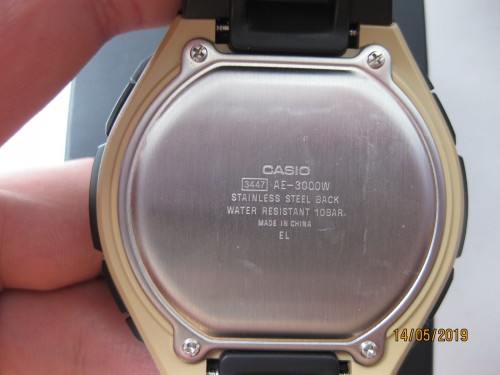 CASIO
3447 AE-3000W
STAINLESS STEEL BACK
WATER RESISTANT 10BAR.
MADE IN CHINA
EL
14/05/2019